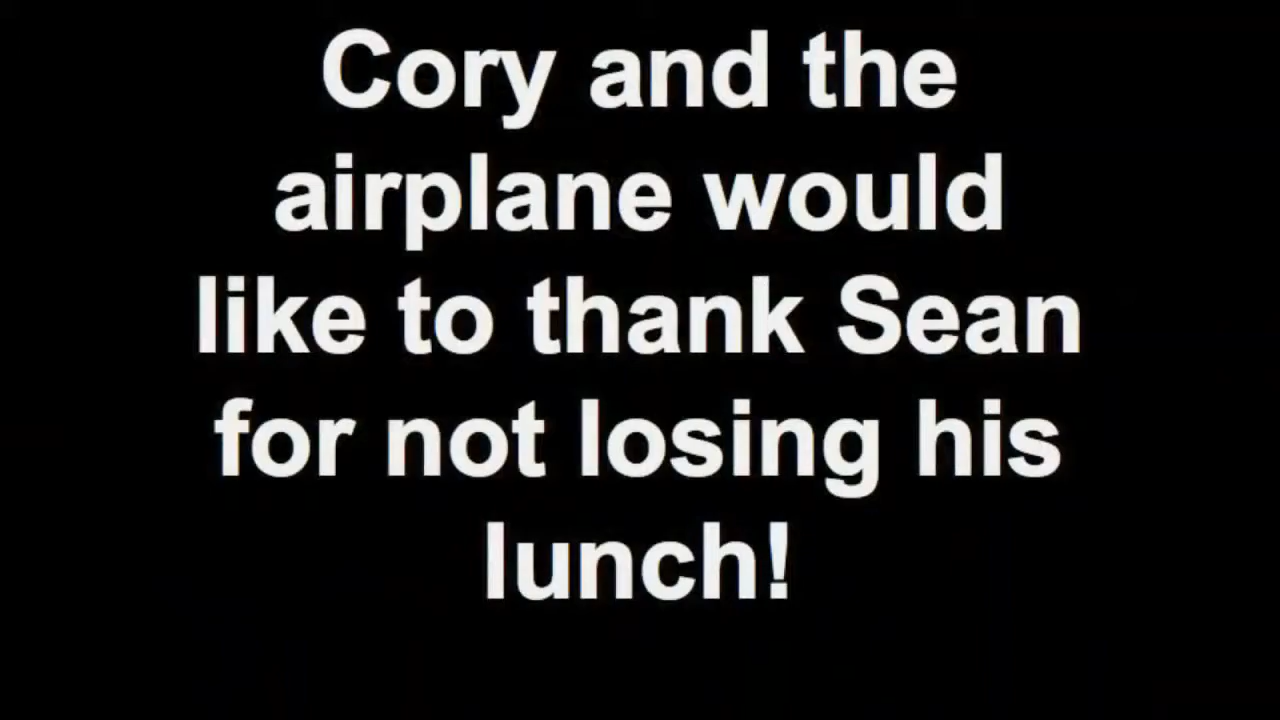 Cory and the
airplane would
like to thank Sean
for not losing his
lunch!